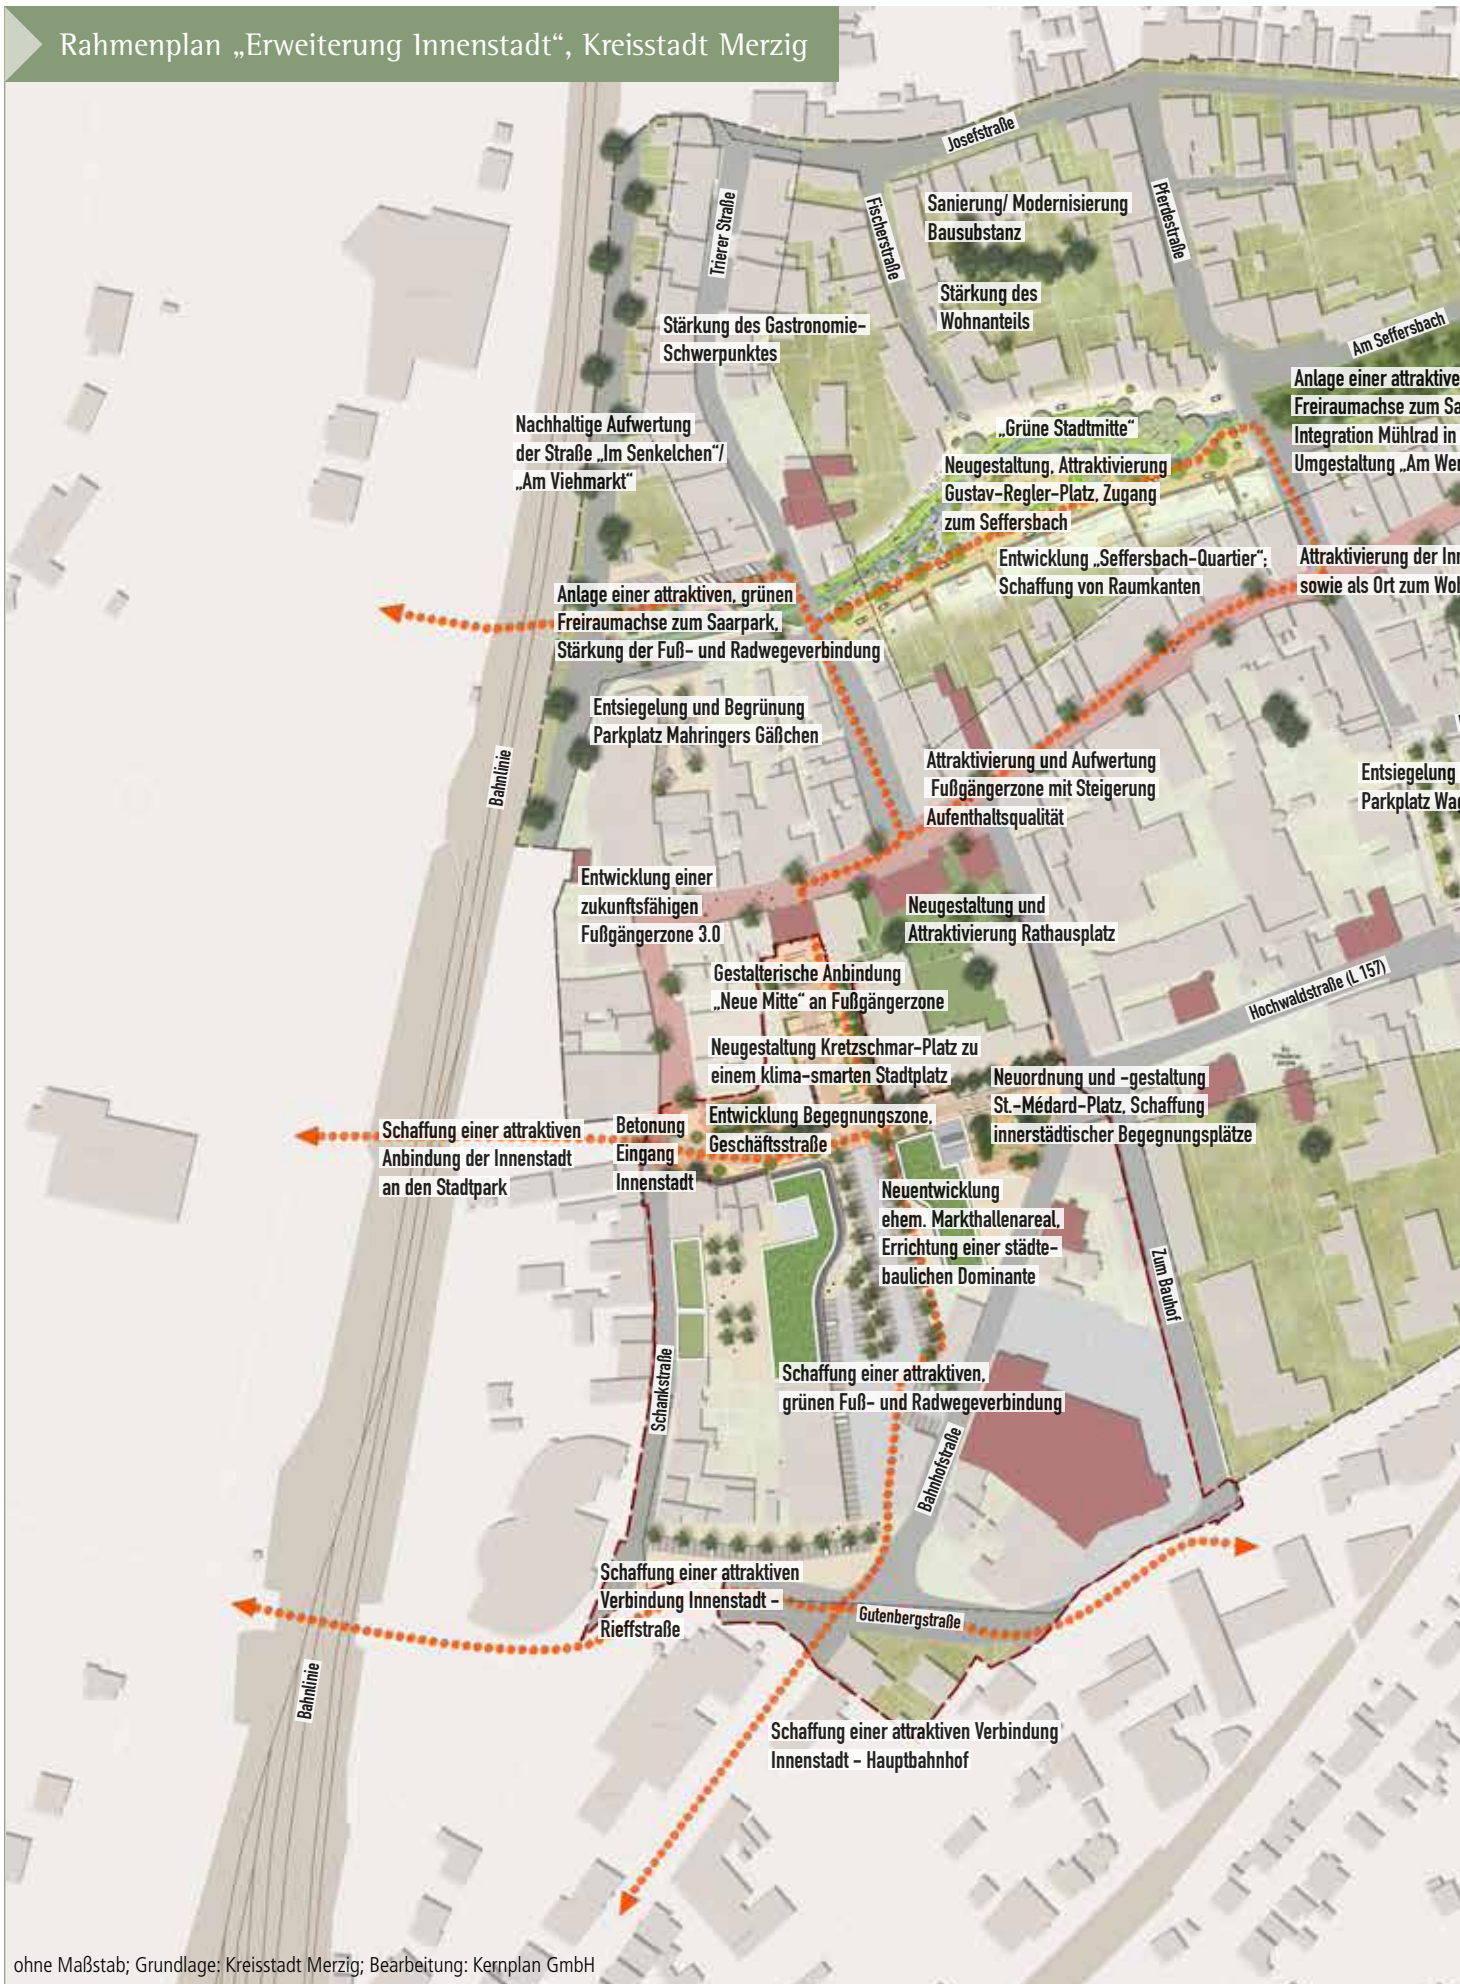 Rahmenplan „Erweiterung Innenstadt“, Kreisstadt Merzig
Josefstraße
Trierer Straße
Fischerstraße
Pferdestraße
Sanierung/ Modernisierung
Bausubstanz
Stärkung des
Wohnanteils
Am Seffersbach
Stärkung des Gastronomie-
Schwerpunktes
Anlage einer attraktive
Freiraumachse zum Sa
Integration Mühlrad in
Umgestaltung „Am We
Nachhaltige Aufwertung
der Straße „Im Senkelchen“/
„Am Viehmarkt“
„Grüne Stadtmitte“
Neugestaltung, Attraktivierung
Gustav-Regler-Platz, Zugang
zum Seffersbach
Entwicklung „Seffersbach-Quartier“;
Schaffung von Raumkanten
Attraktivierung der In
sowie als Ort zum Wo
Anlage einer attraktiven, grünen
Freiraumachse zum Saarpark,
Stärkung der Fuß- und Radwegeverbindung
Entsiegelung und Begrünung
Parkplatz Mahringers Gäßchen
Bahnlinie
Attraktivierung und Aufwertung
Fußgängerzone mit Steigerung
Aufenthaltsqualität
Entsiegelung
Parkplatz Wa
Entwicklung einer
zukunftsfähigen
Fußgängerzone 3.0
Neugestaltung und
Attraktivierung Rathausplatz
Gestalterische Anbindung
„Neue Mitte“ an Fußgängerzone
Hochwaldstraße (L 157)
Neugestaltung Kretzschmar-Platz zu
einem klima-smarten Stadtplatz
Neuordnung und -gestaltung
St.-Médard-Platz, Schaffung
innerstädtischer Begegnungsplätze
Entwicklung Begegnungszone,
Geschäftsstraße
Betonung
Eingang
Innenstadt
Schaffung einer attraktiven
Anbindung der Innenstadt
an den Stadtpark
Neuentwicklung
ehem. Markthallenareal,
Errichtung einer städte-
baulichen Dominante
Zum Bauhof
Schankstraße
Schaffung einer attraktiven,
grünen Fuß- und Radwegeverbindung
Bahnhofstraße
Schaffung einer attraktiven
Verbindung Innenstadt -
Rieffstraße
Gutenbergstraße
Bahnlinie
Schaffung einer attraktiven Verbindung
Innenstadt - Hauptbahnhof
ohne Maßstab; Grundlage: Kreisstadt Merzig; Bearbeitung: Kernplan GmbH